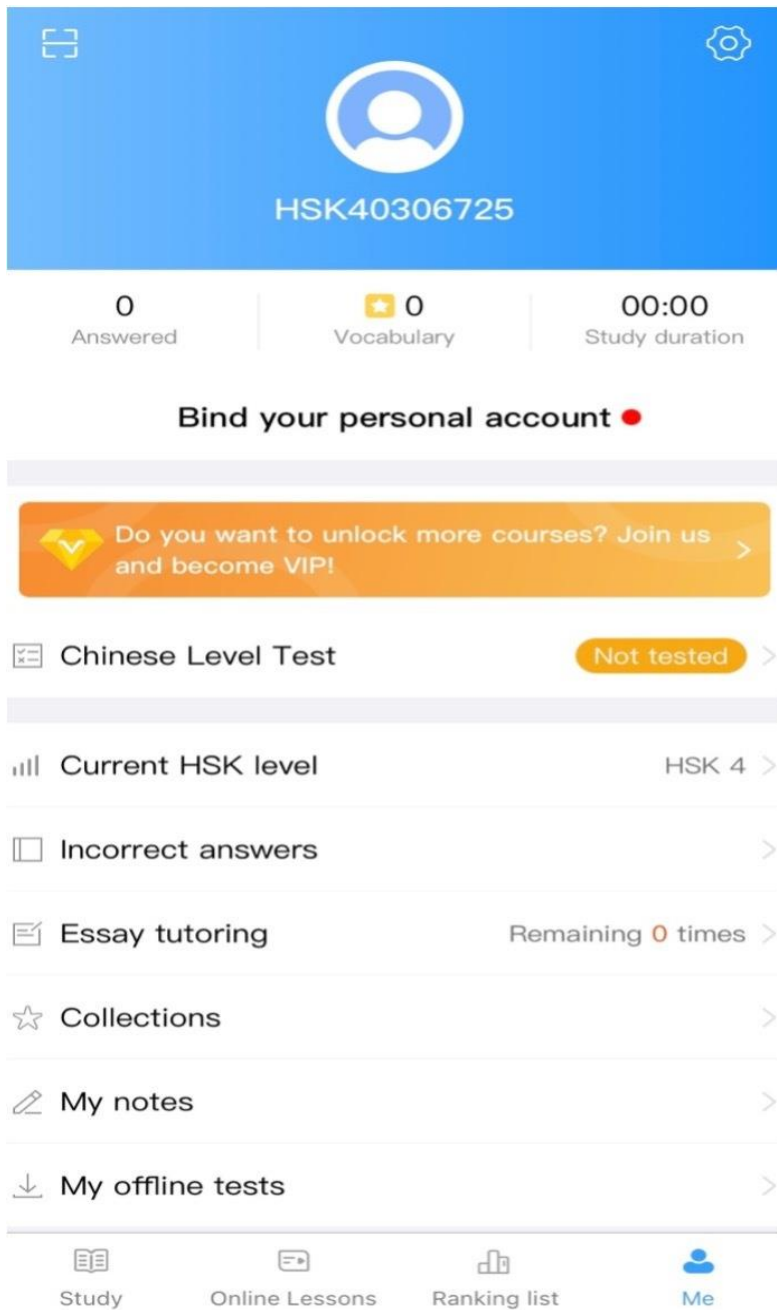 HSK40306725
0 0 00:00
Answered Vocabulary Study duration
Bind your personal account
Do you want to unlock more courses? Join us
and become VIP!
Chinese Level Test Not tested
Current HSK level HSK 4
Incorrect answers
Essay tutoring Remaining 0 times
Collections
My notes
My offline tests
Study Online Lessons Ranking list Me